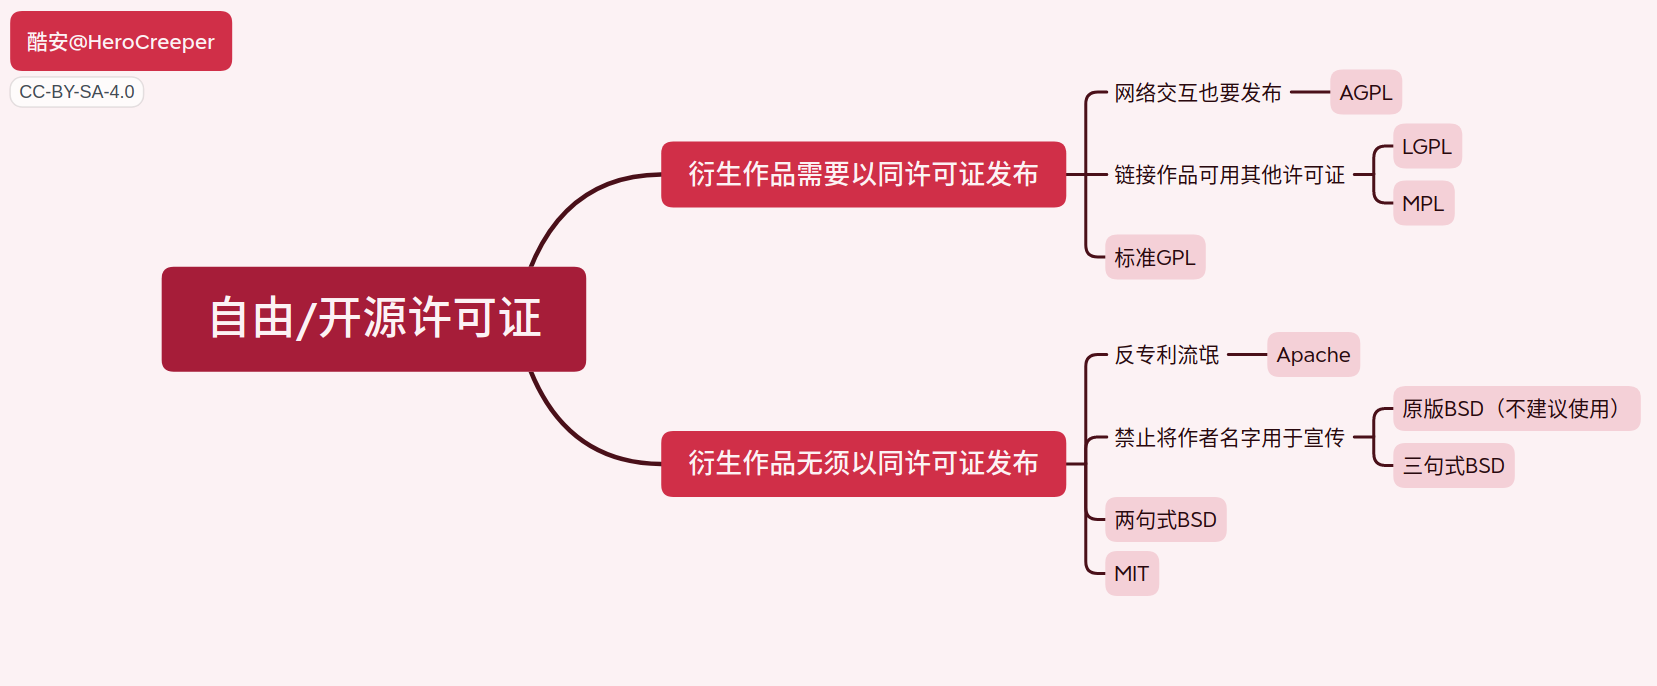 酷安@HeroCreeper
CC-BY-SA-4.0
自由/开源许可证
衍生作品需要以同许可证发布
网络交互也要发布
AGPL
链接作品可用其他许可证
LGPL
MPL
标准GPL
衍生作品无须以同许可证发布
反专利流氓
Apache
禁止将作者名字用于宣传
原版BSD（不建议使用）
三句式BSD
两句式BSD
MIT